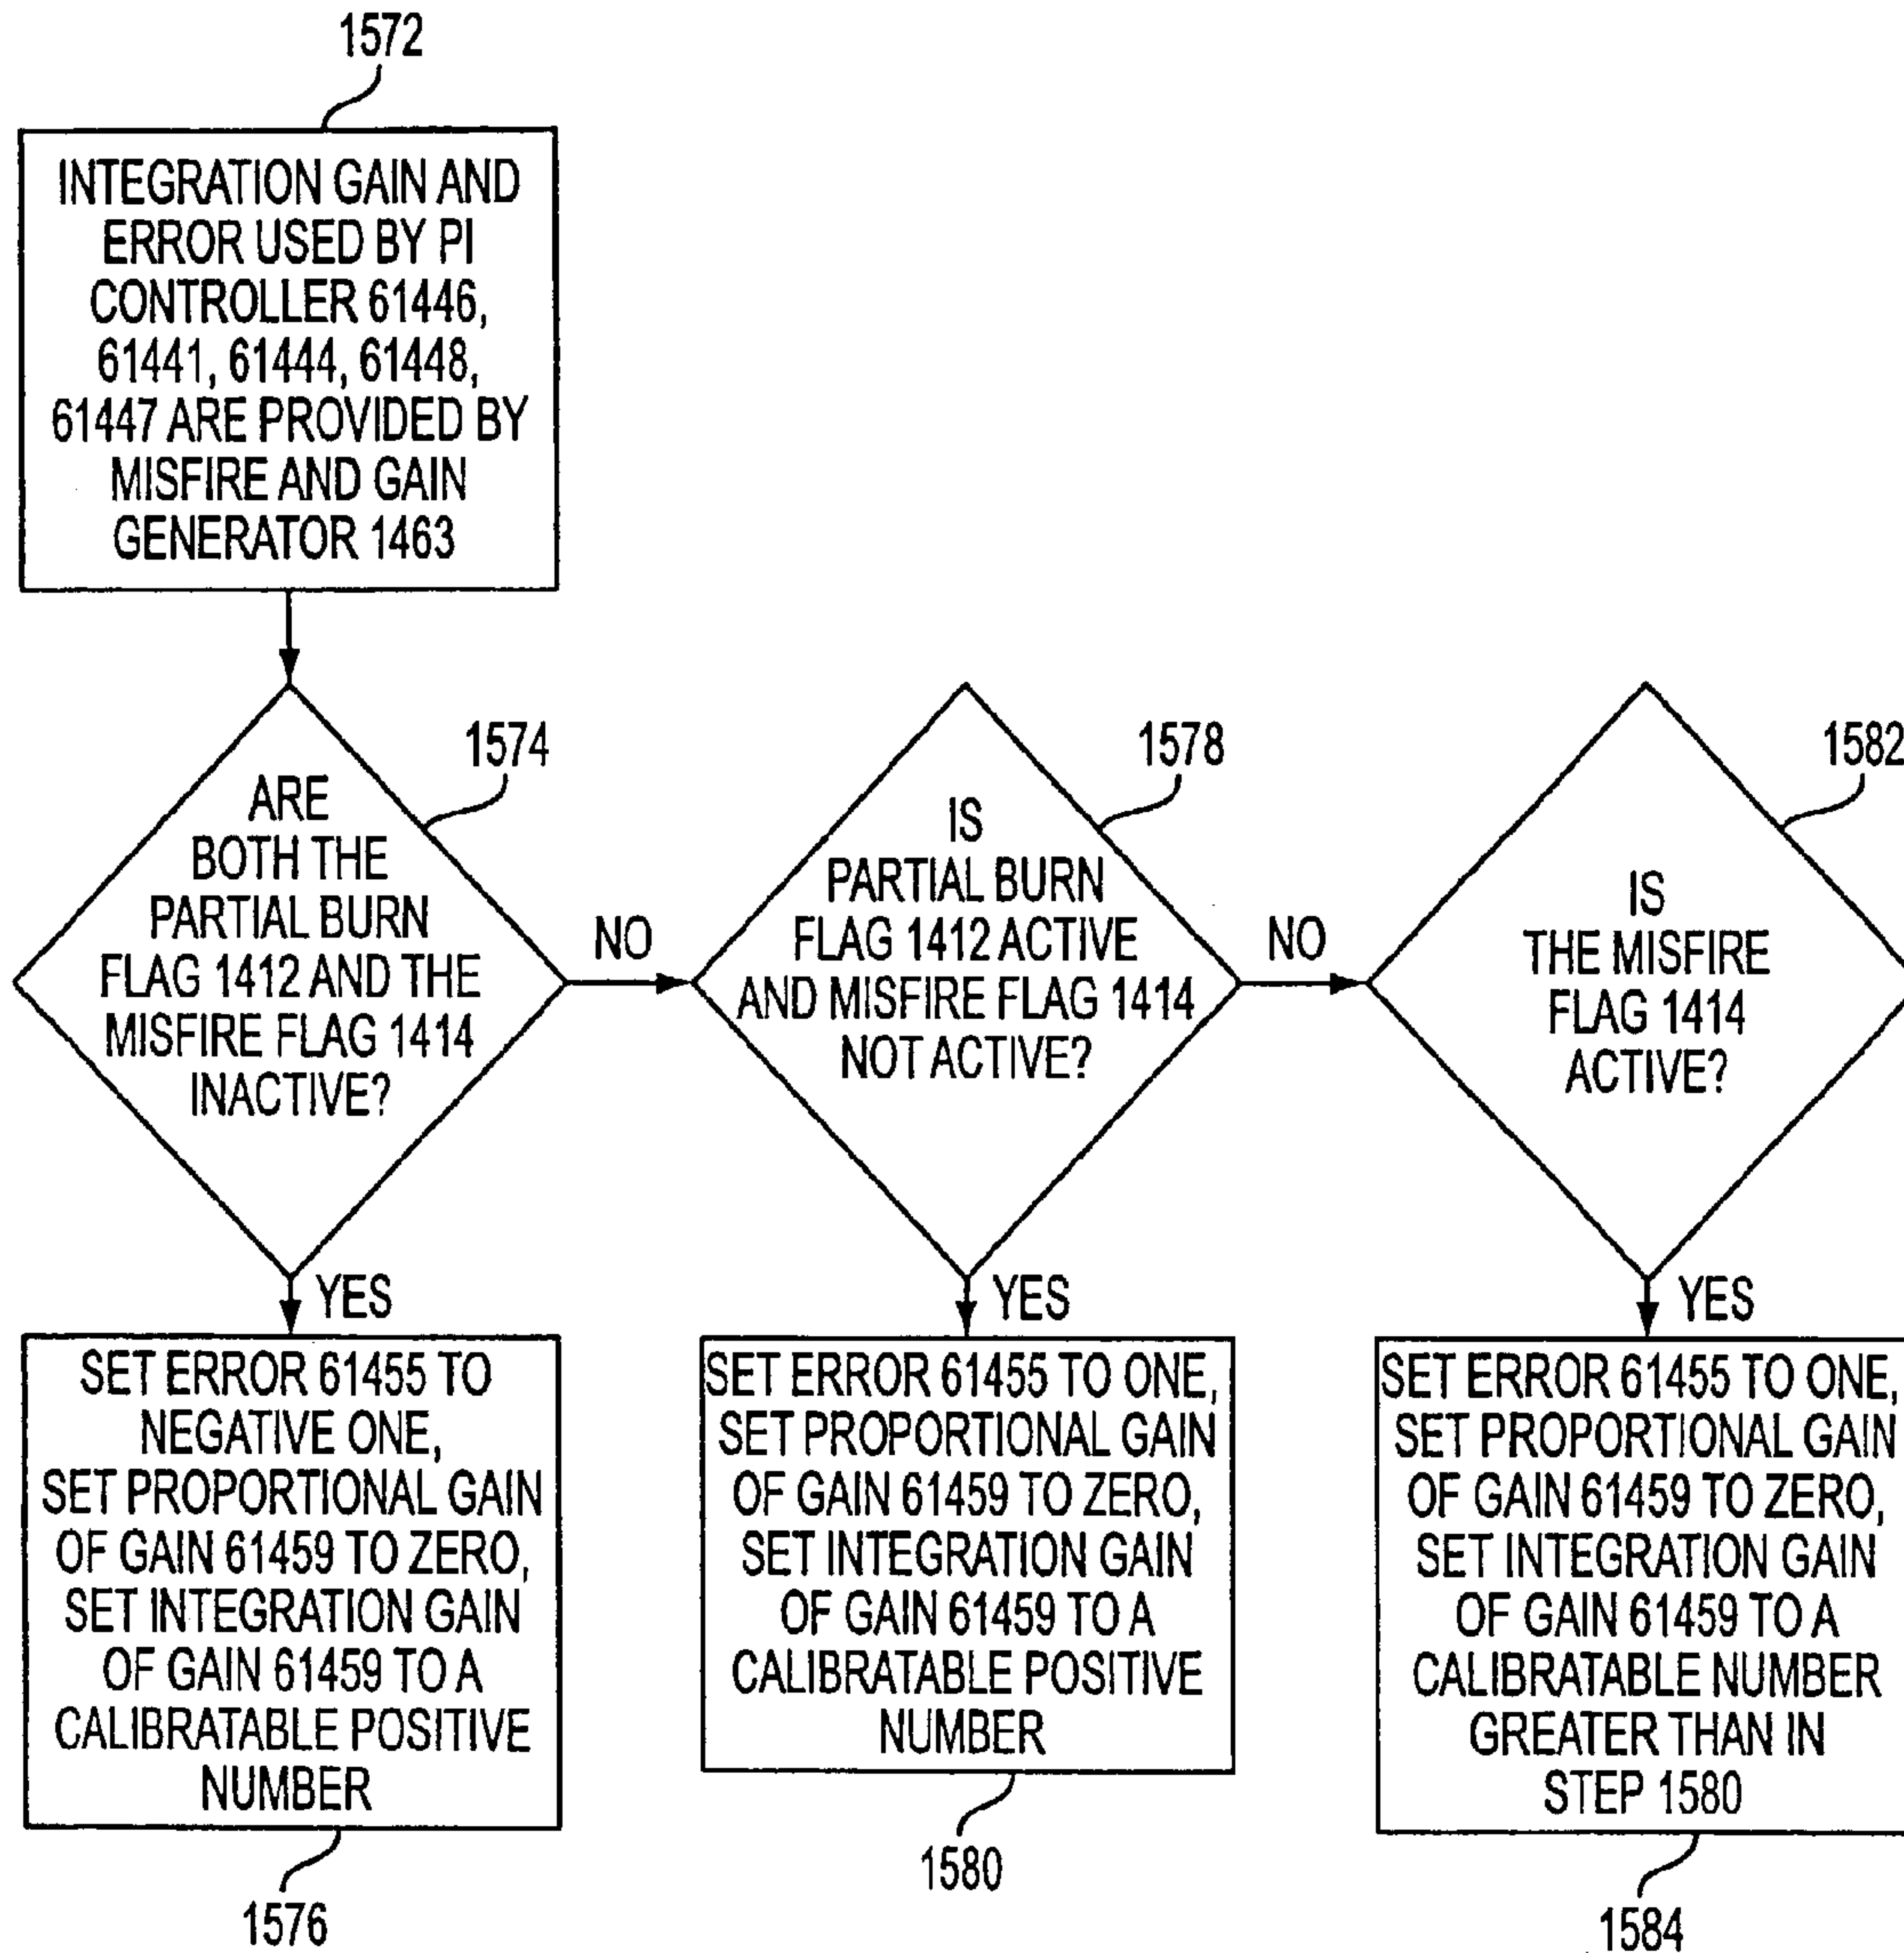 1572
INTEGRATION GAIN AND
ERROR USED BY PI
CONTROLLER 61446,
61441, 61444, 61448,
61447 ARE PROVIDED BY
MISFIRE AND GAIN
GENERATOR 1463
1574
ARE
BOTH THE
PARTIAL BURN
FLAG 1412 AND THE
MISFIRE FLAG 1414
INACTIVE?
NO
1578
IS
PARTIAL BURN
FLAG 1412 ACTIVE
AND MISFIRE FLAG 1414
NOT ACTIVE?
NO
1582
IS
THE MISFIRE
FLAG 1414
ACTIVE?
YES
SET ERROR 61455 TO
NEGATIVE ONE,
SET PROPORTIONAL GAIN
OF GAIN 61459 TO ZERO,
SET INTEGRATION GAIN
OF GAIN 61459 TO A
CALIBRATABLE POSITIVE
NUMBER
1576
YES
SET ERROR 61455 TO ONE,
SET PROPORTIONAL GAIN
OF GAIN 61459 TO ZERO,
SET INTEGRATION GAIN
OF GAIN 61459 TO A
CALIBRATABLE POSITIVE
NUMBER
1580
YES
SET ERROR 61455 TO ONE,
SET PROPORTIONAL GAIN
OF GAIN 61459 TO ZERO,
SET INTEGRATION GAIN
OF GAIN 61459 TO A
CALIBRATABLE NUMBER
GREATER THAN IN
STEP 1580
1584